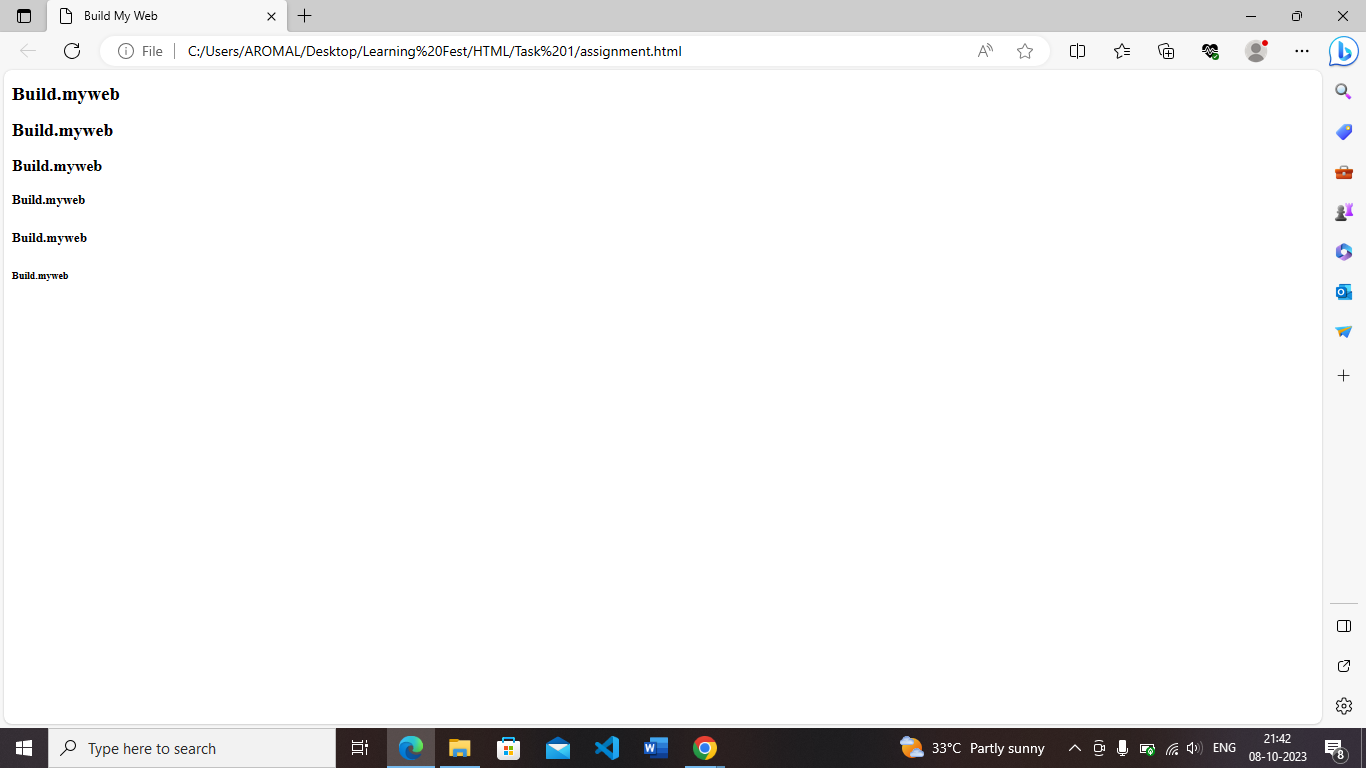 Build My Web
File
C:/Users/AROMAL/Desktop/Learning%20Fest/HTML/Task%201/assignment.html
Build.myweb
Build.myweb
Build.myweb
Build.myweb
Build.myweb
Build.myweb
Type here to search
33°C Partly sunny
ENG
21:42
08-10-2023
8